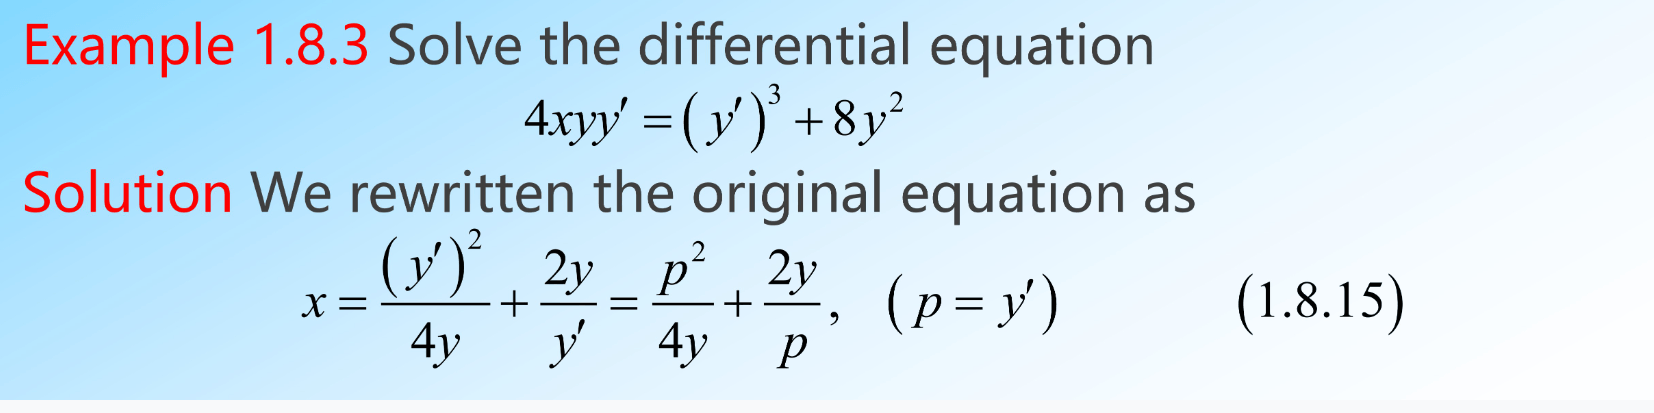 Example 1.8.3 Solve the differential equation
4xyy′ = (y′)³ + 8y²
Solution We rewritten the original equation as
x = (y′)²/4y + 2y/y′ = p²/4y + 2y/p, (p = y′) (1.8.15)